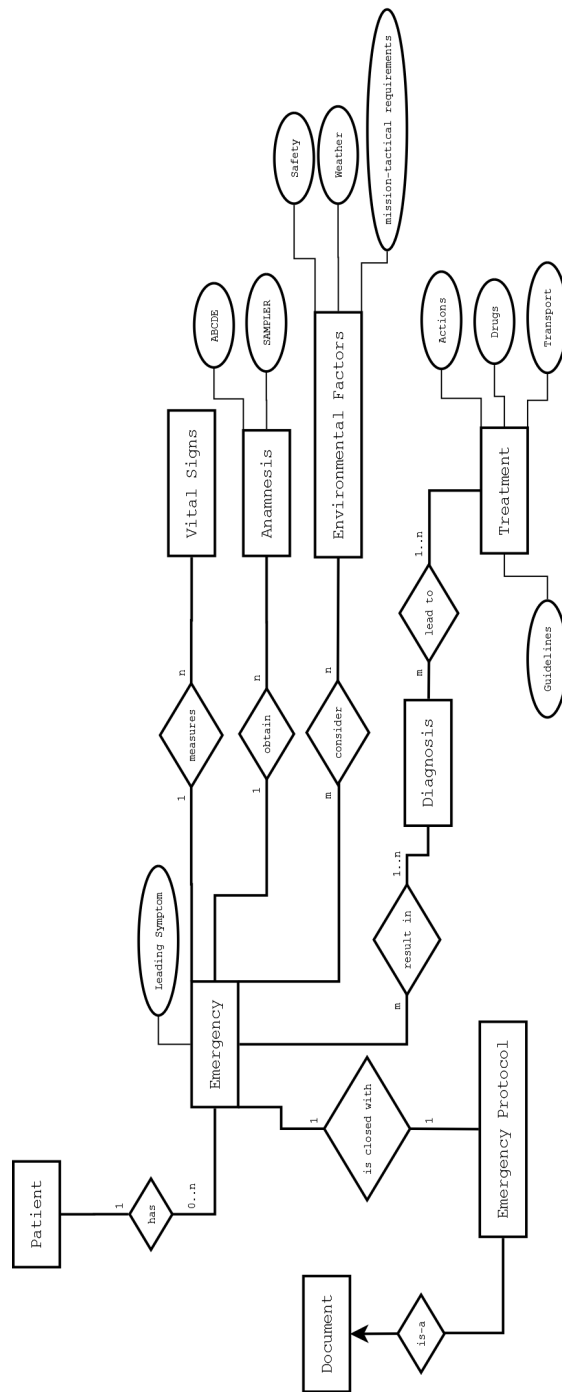 Patient
1
has
0..n
Leading Symptom
Emergency
1
measures
n
Vital Signs
1
obtain
n
Anamnesis
ABCDE
SAMPLER
m
consider
n
Environmental Factors
Safety
Weather
mission-tactical requirements
m
result in
1..n
Diagnosis
m
lead to
1..n
Treatment
Actions
Drugs
Transport
Guidelines
1
is closed with
1
Emergency Protocol
is-a
Document